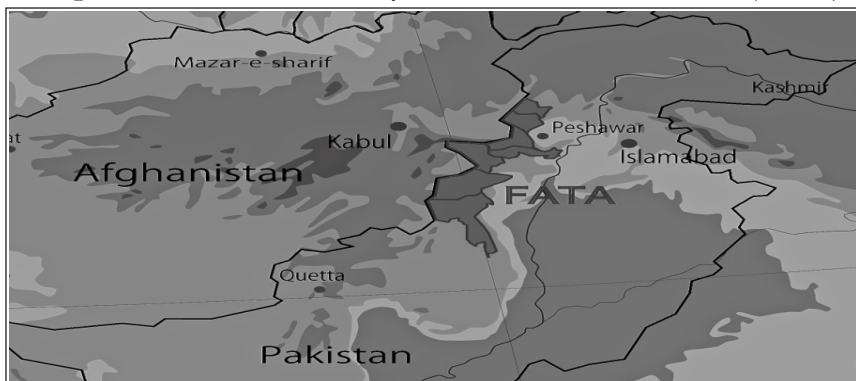 Mazar-e-sharif
Kashmir
Kabul
Peshawar
Islamabad
Afghanistan
FATA
Quetta
Pakistan